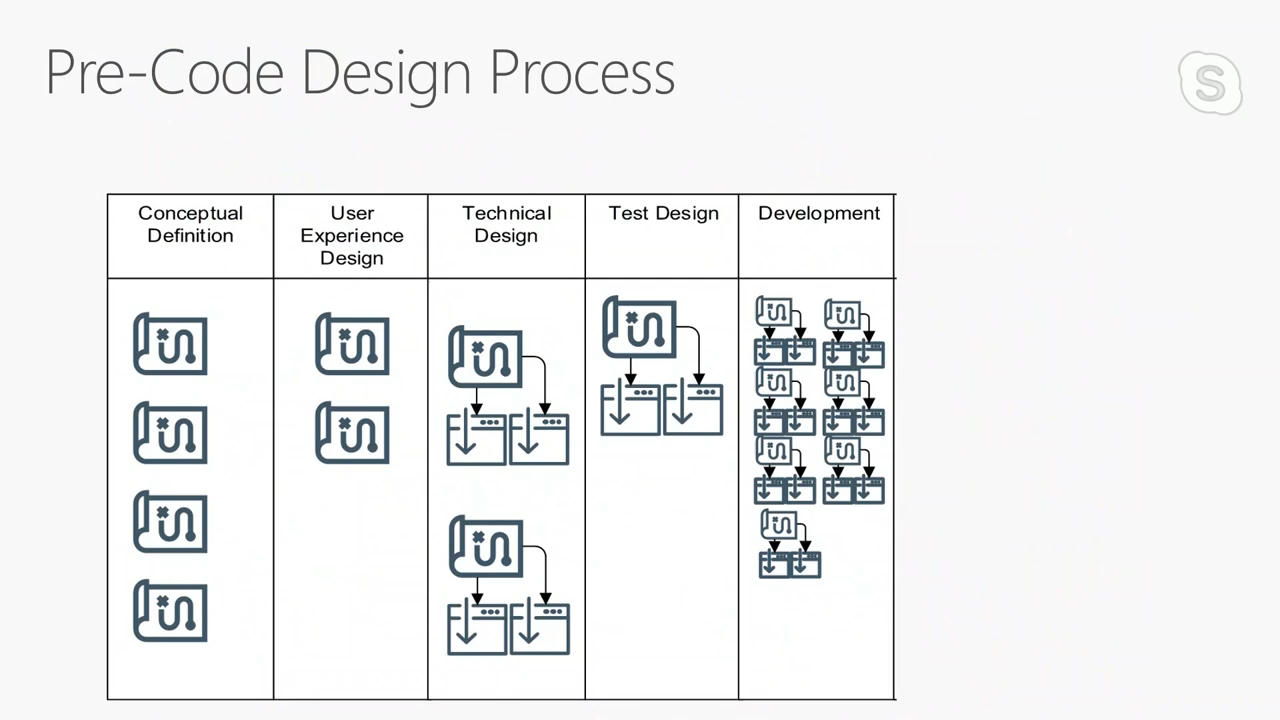 Pre-Code Design Process
S
Conceptual
Definition
User
Experience
Design
Technical
Design
Test Design
Development